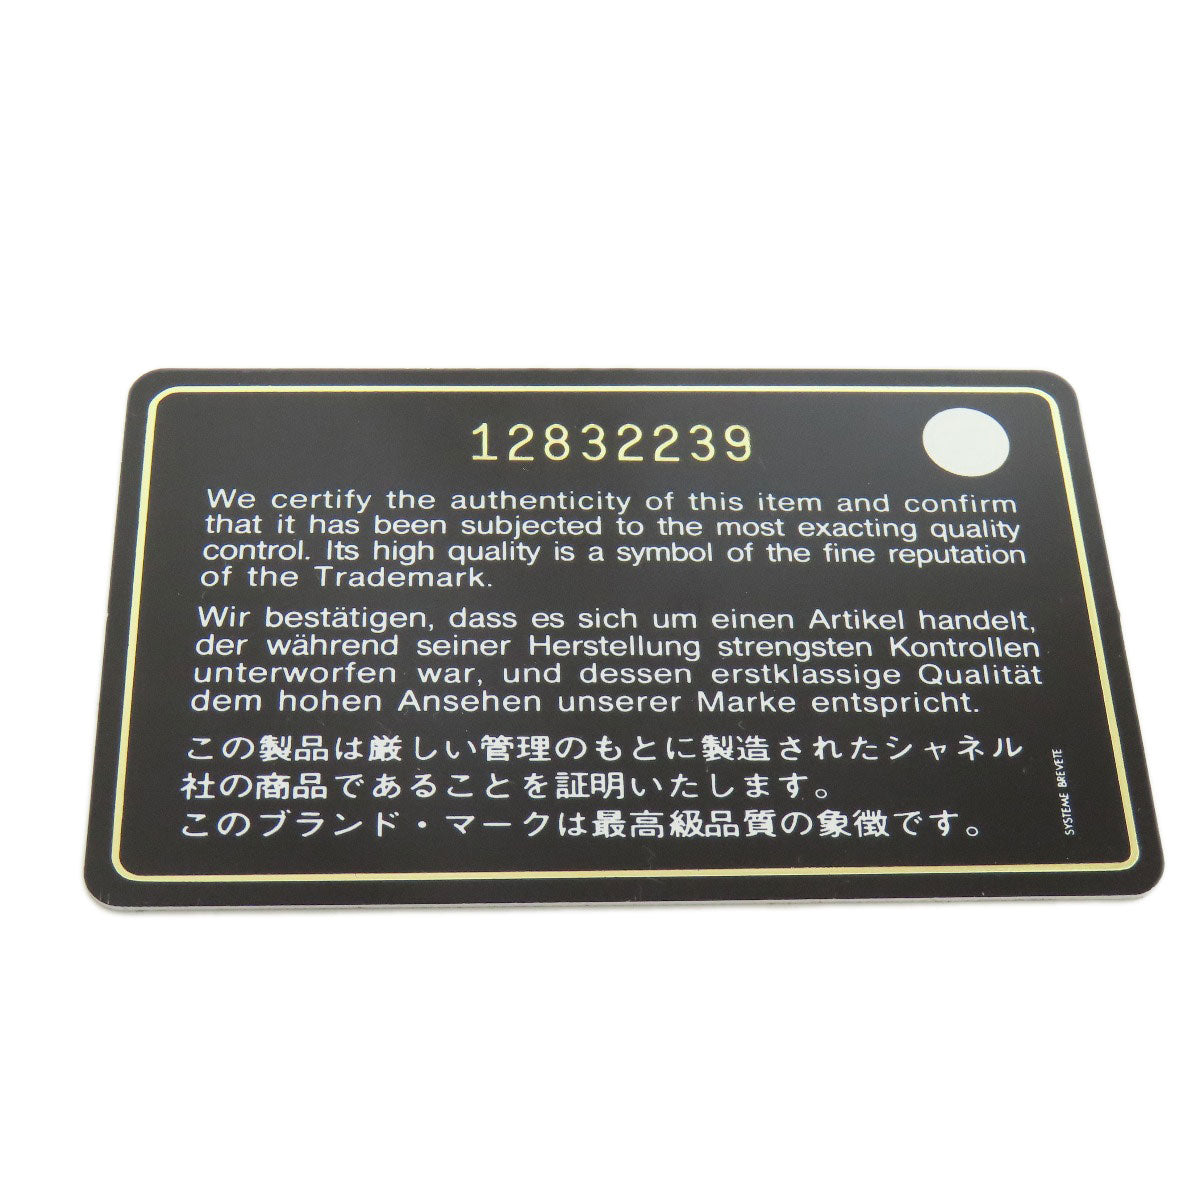 12832239
We certify the authenticity of this item and confirm
that it has been subjected to the most exacting quality
control. Its high quality is a symbol of the fine reputation
of the Trademark.
Wir bestätigen, dass es sich um einen Artikel handelt,
der während seiner Herstellung strengsten Kontrollen
unterworfen war, und dessen erstklassige Qualität
dem hohen Ansehen unserer Marke entspricht.
この製品は厳しい管理のもとに製造されたシャネル
社の商品であることを証明いたします。
このブランド・マークは最高級品質の象徴です。
SYSTEME BREVETE